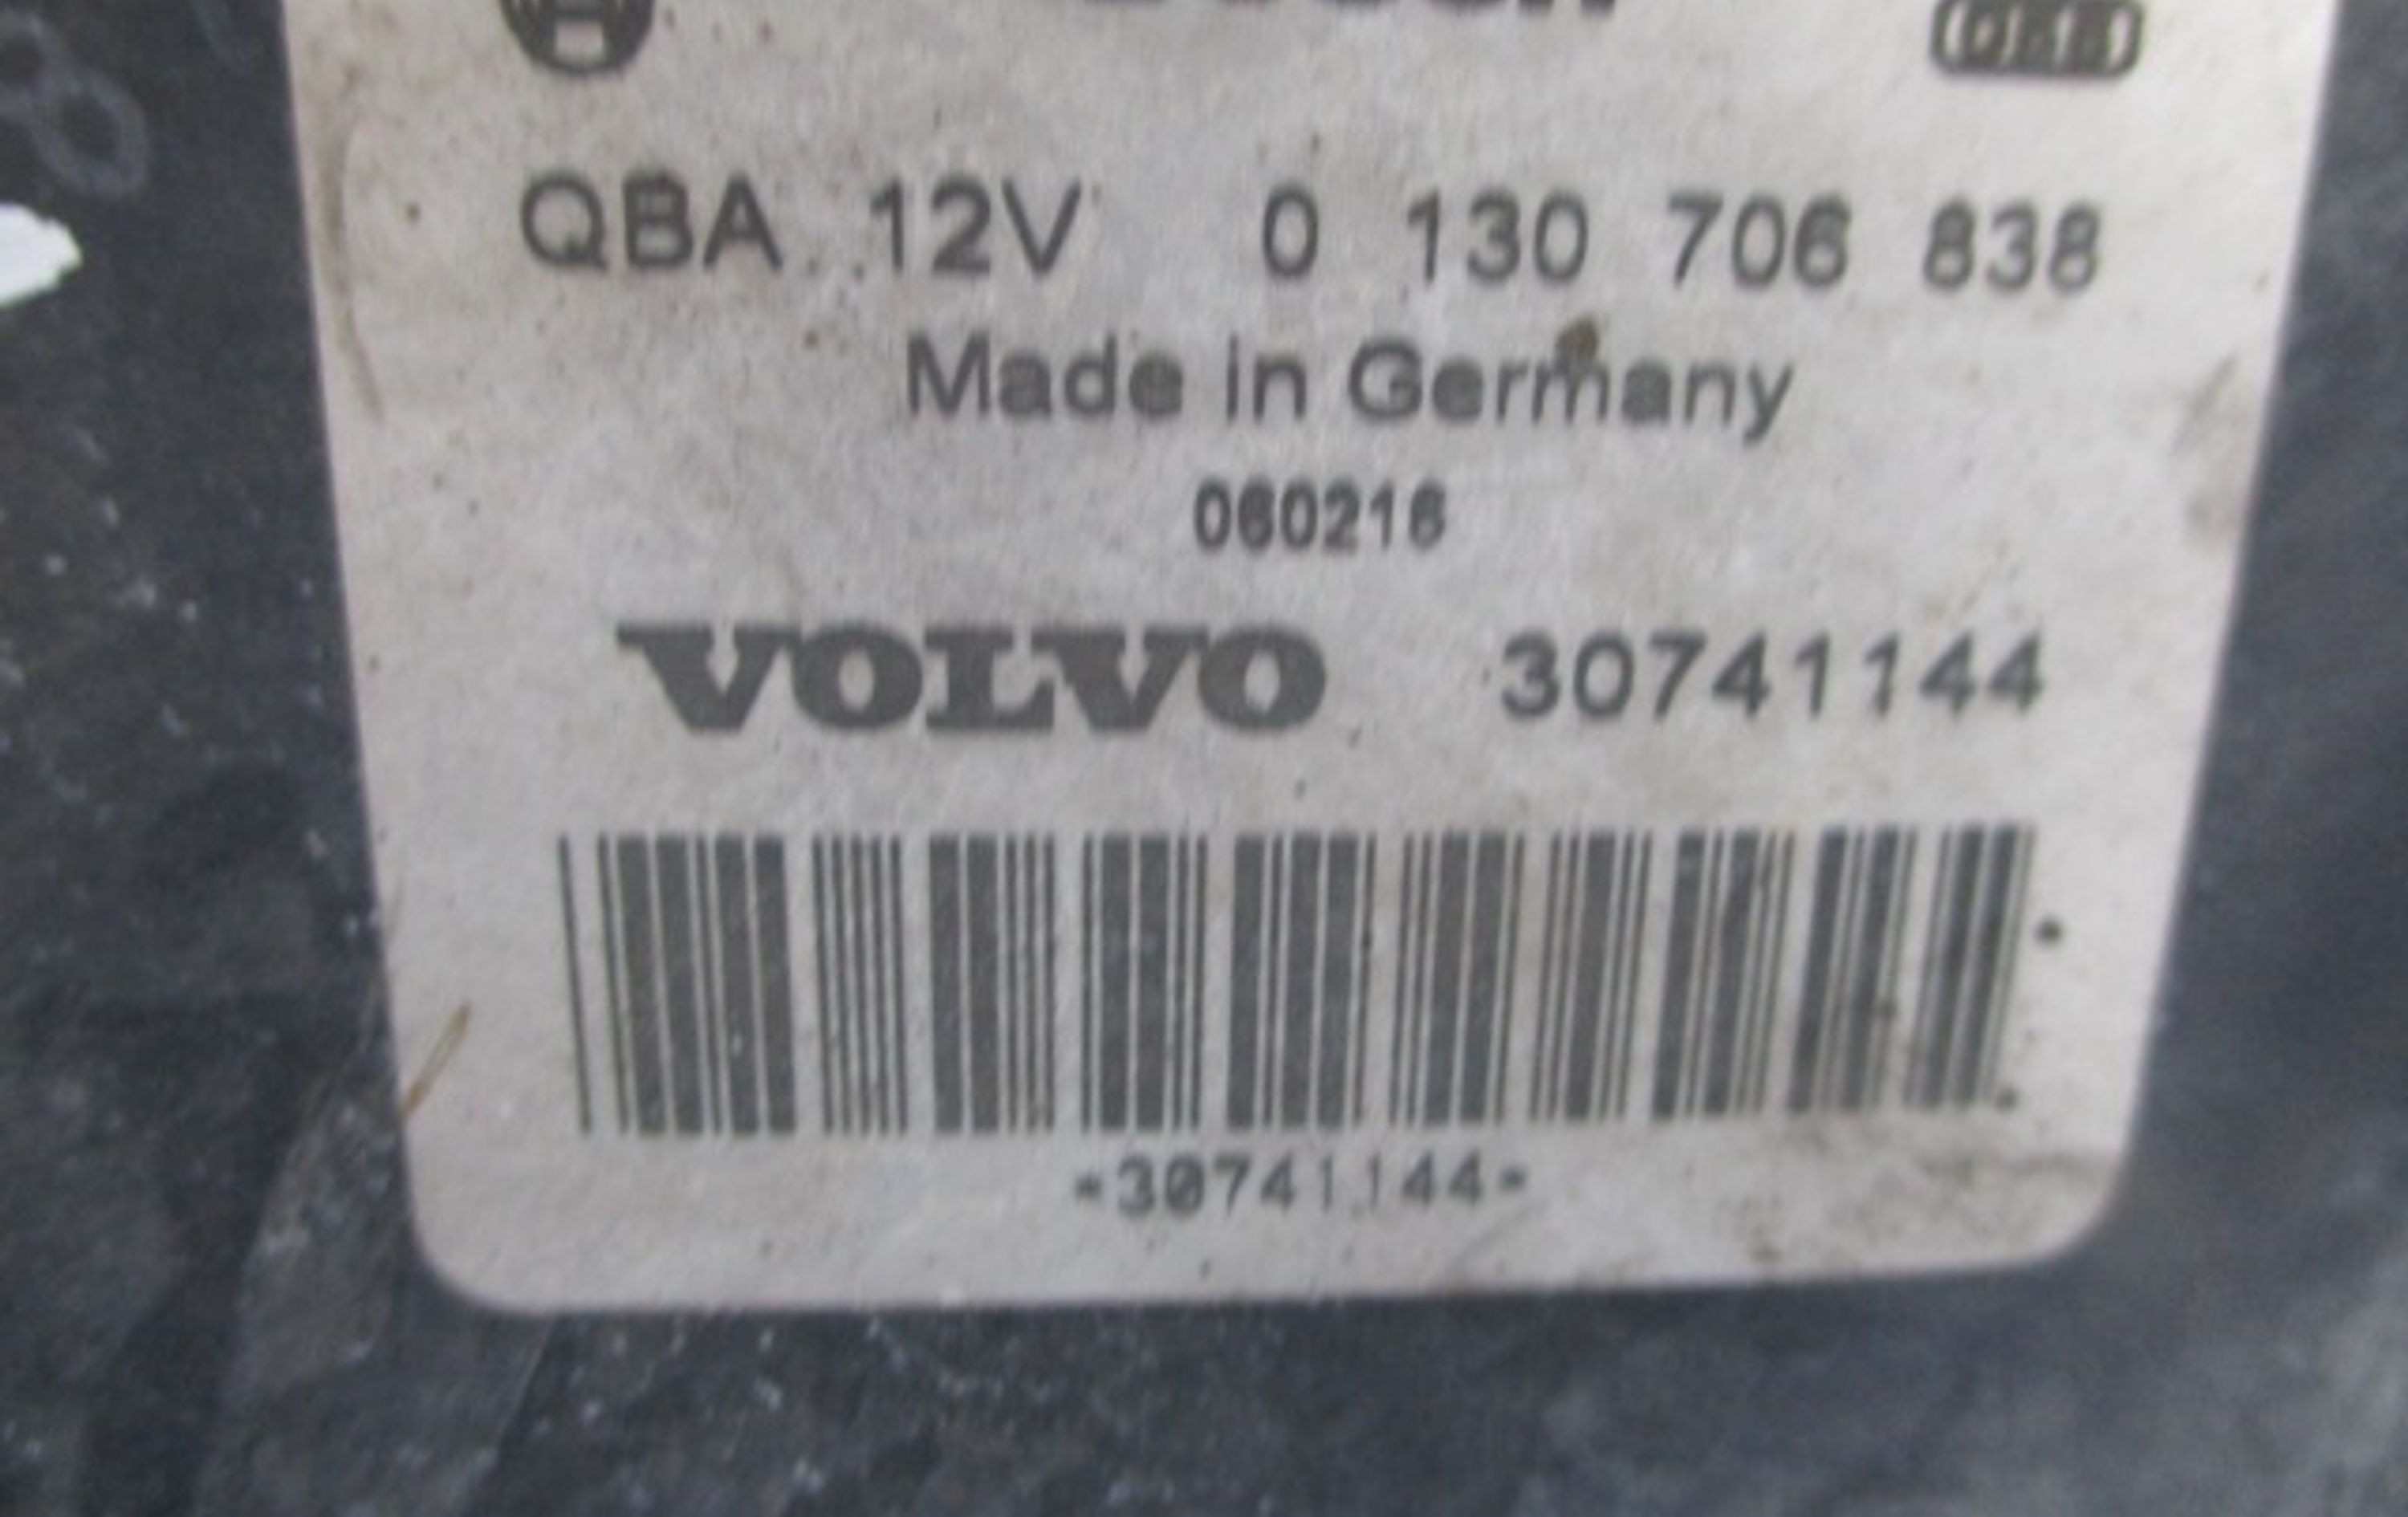 QBA 12V 0 130 706 838
Made in Germany
060216
VOLVO 30741144
*30741144*